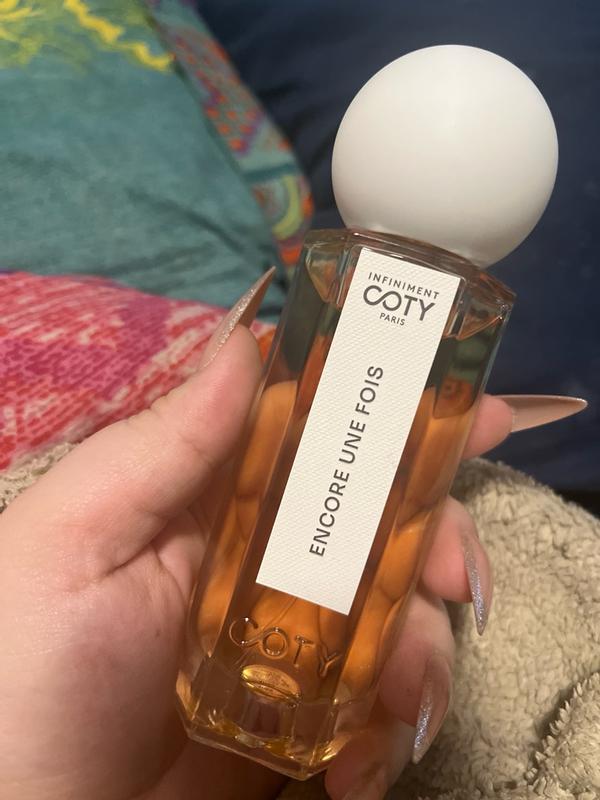 INFINIMENT
COTY
PARIS
ENCORE UNE FOIS
COTY